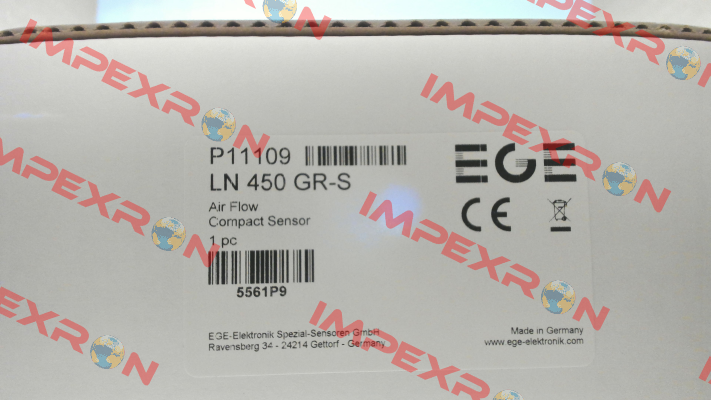 P11109
LN 450 GR-S
Air Flow
Compact Sensor
1 pc
5561P9
EGE
CE
EGE-Elektronik Spezial-Sensoren GmbH
Ravensberg 34 - 24214 Gettorf - Germany
Made in Germany
www.ege-elektronik.com
IMPEXRON
IMPEXRON
IMPEXRON
IMPEXRON
IMPEXRON
IMPEXRON
IMPEXRON